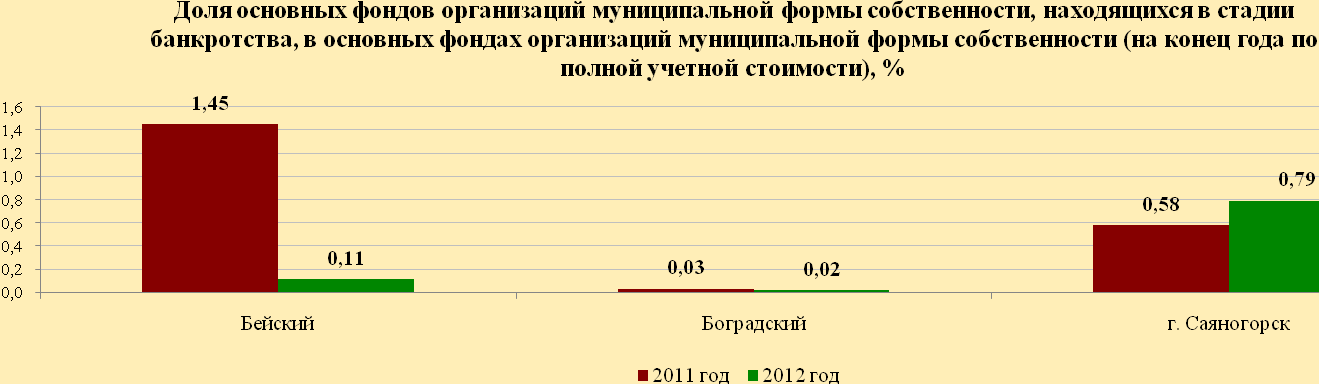 Доля основных фондов организаций муниципальной формы собственности, находящихся в стадии
банкротства, в основных фондах организаций муниципальной формы собственности (на конец года по
полной учетной стоимости), %
1,6
1,4
1,2
1,0
0,8
0,6
0,4
0,2
0,0
1,45
0,11
0,03
0,02
0,58
0,79
Бейский
Боградский
г. Саяногорск
2011 год
2012 год